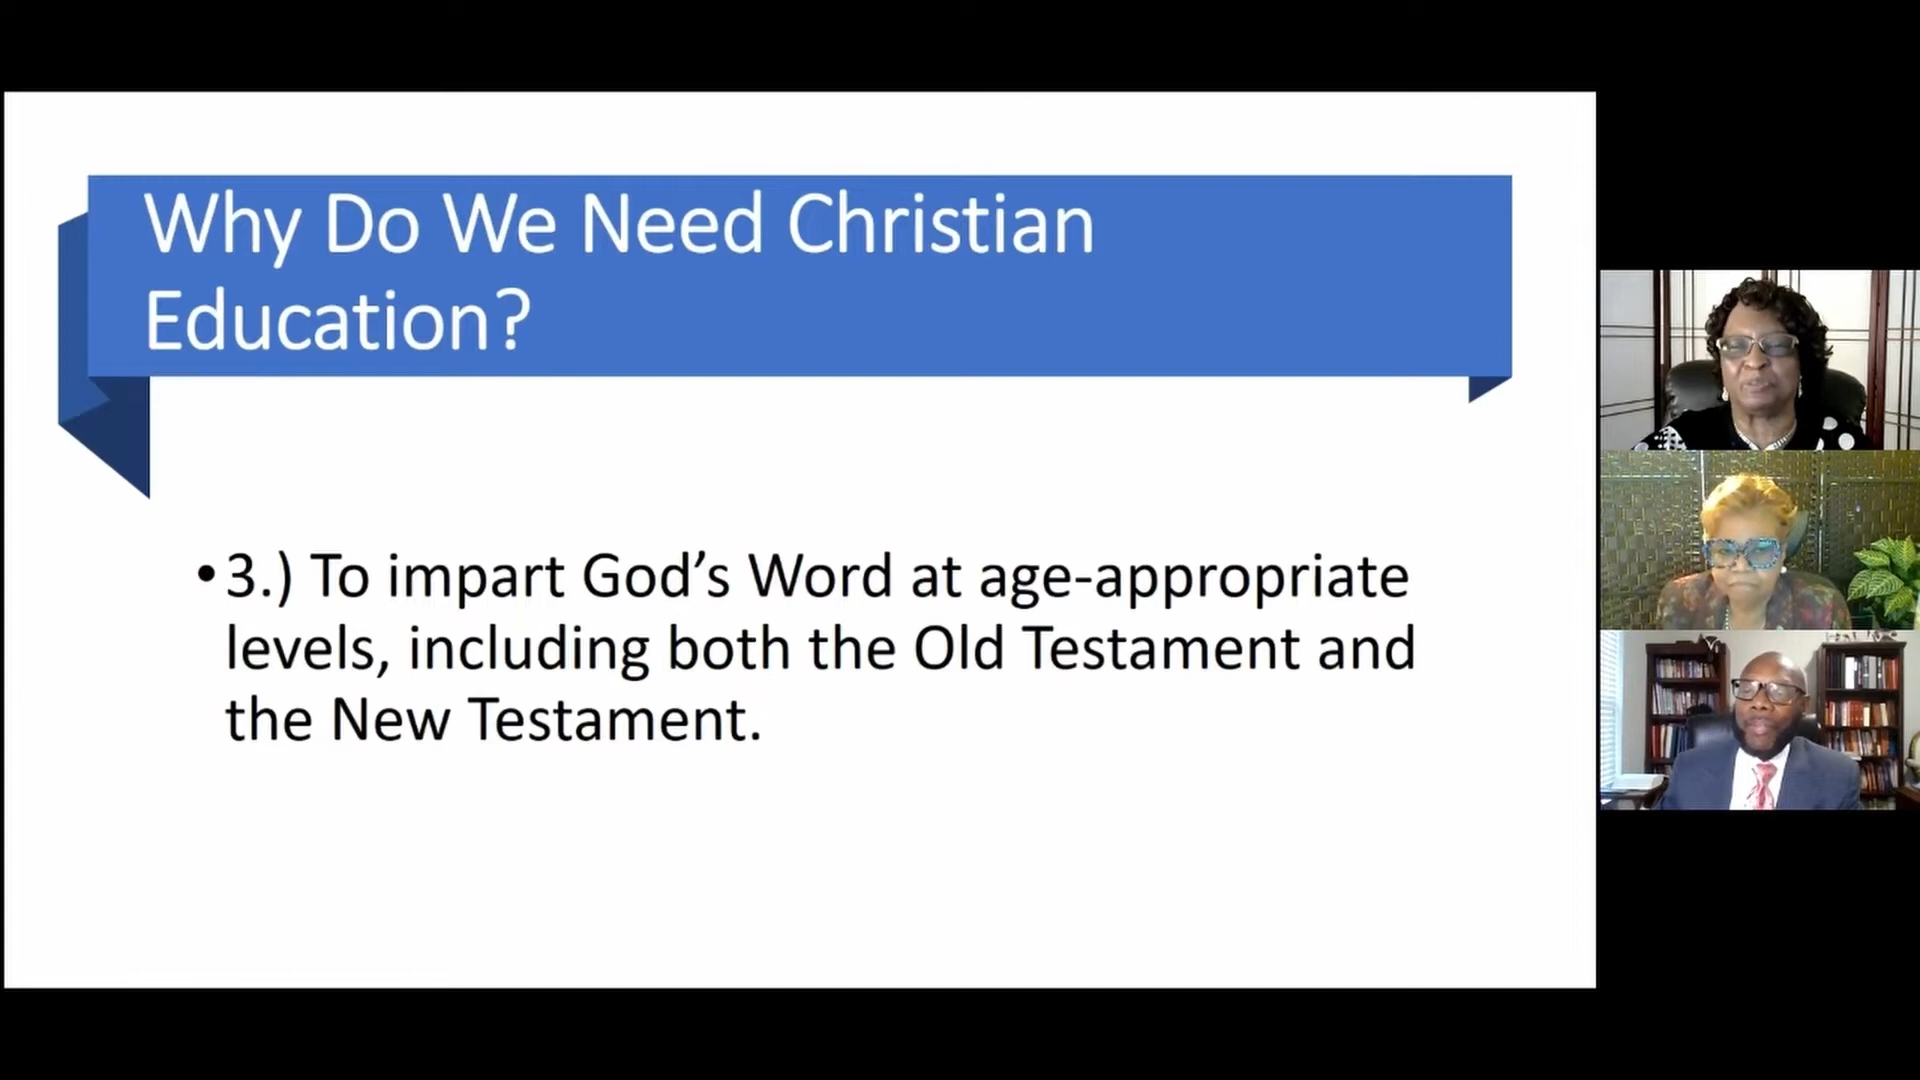 Why Do We Need Christian
Education?
• 3.) To impart God’s Word at age-appropriate
levels, including both the Old Testament and
the New Testament.